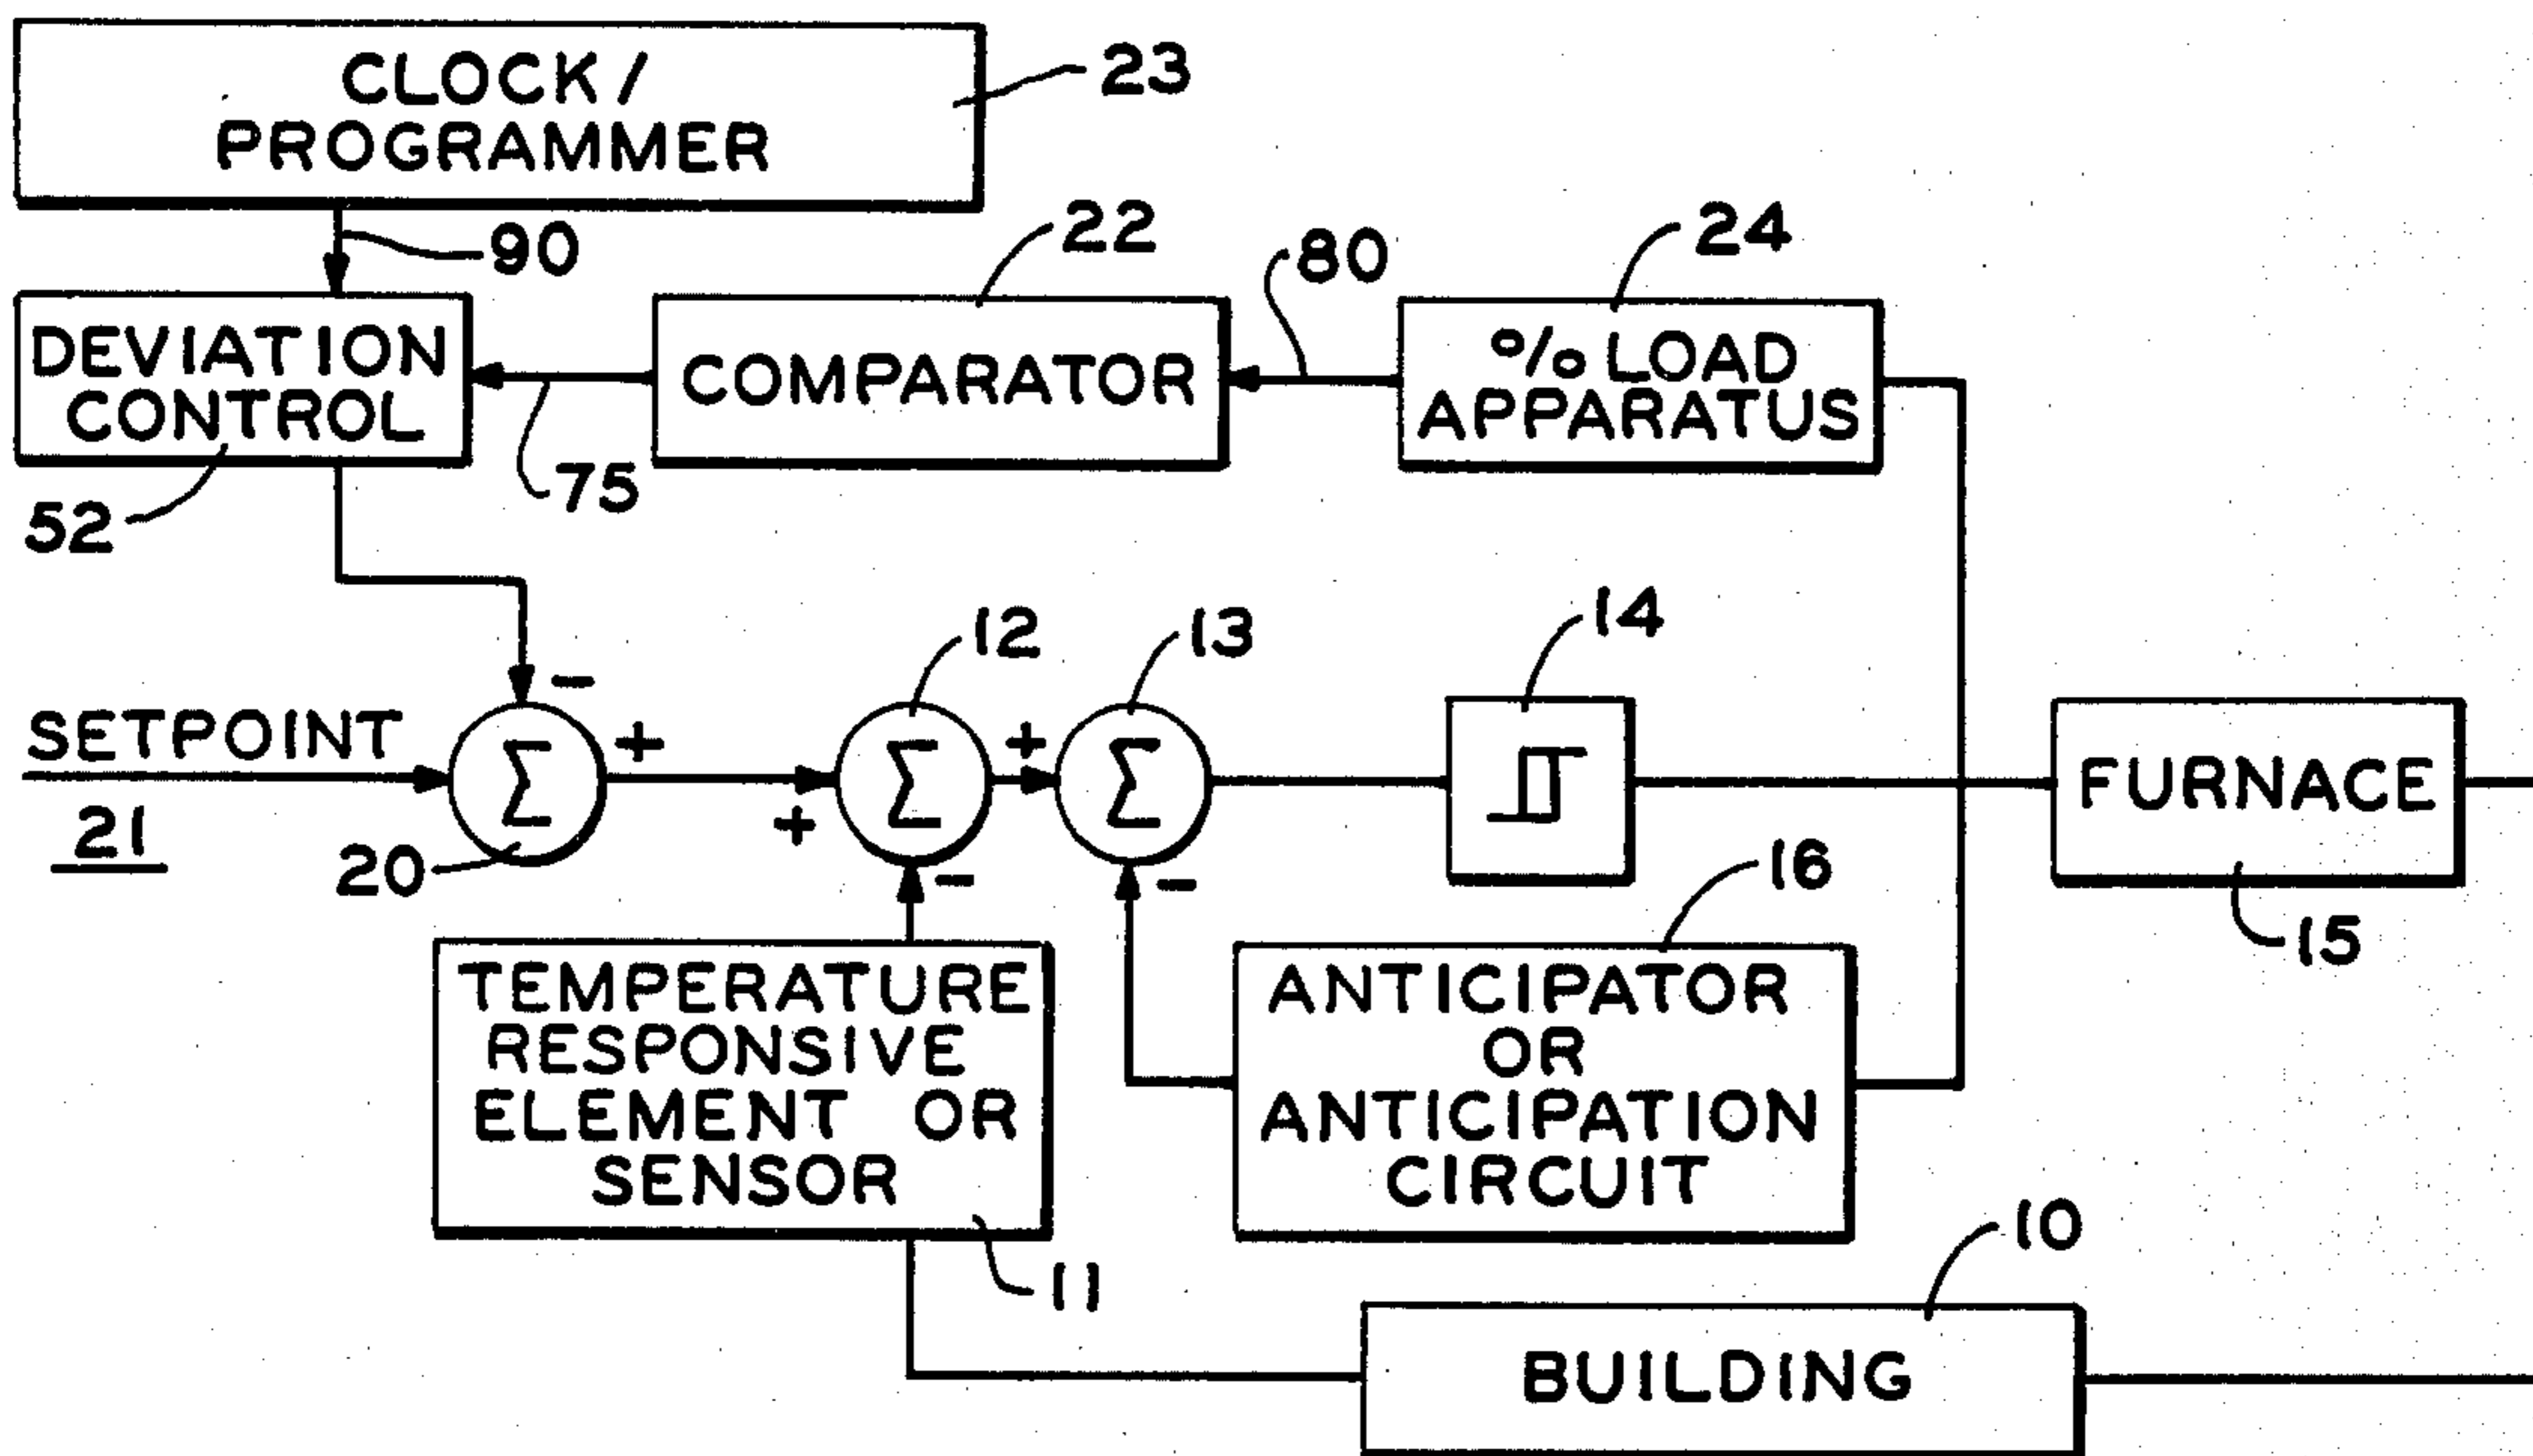 CLOCK/
PROGRAMMER
23
90
22
80
24
DEVIATION
CONTROL
COMPARATOR
% LOAD
APPARATUS
52
75
12
13
14
SETPOINT
21
-
+
Σ
20
+
-
Σ
+
Σ
-
FURNACE
15
16
TEMPERATURE
RESPONSIVE
ELEMENT OR
SENSOR
11
ANTICIPATOR
OR
ANTICIPATION
CIRCUIT
10
BUILDING